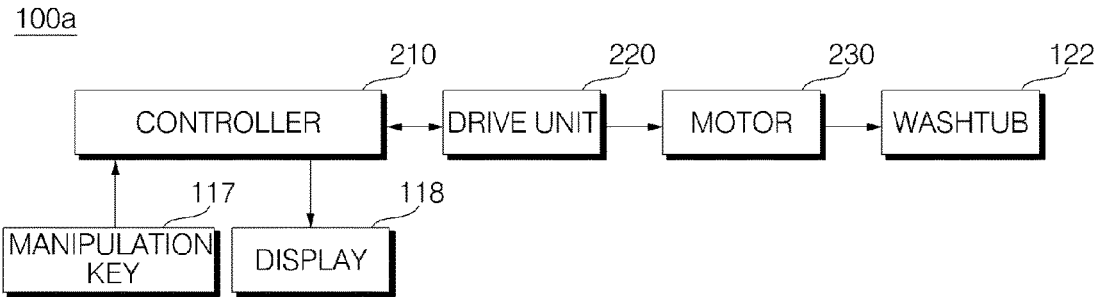 100a
210
220
230
122
CONTROLLER
DRIVE UNIT
MOTOR
WASHTUB
117
118
MANIPULATION
KEY
DISPLAY